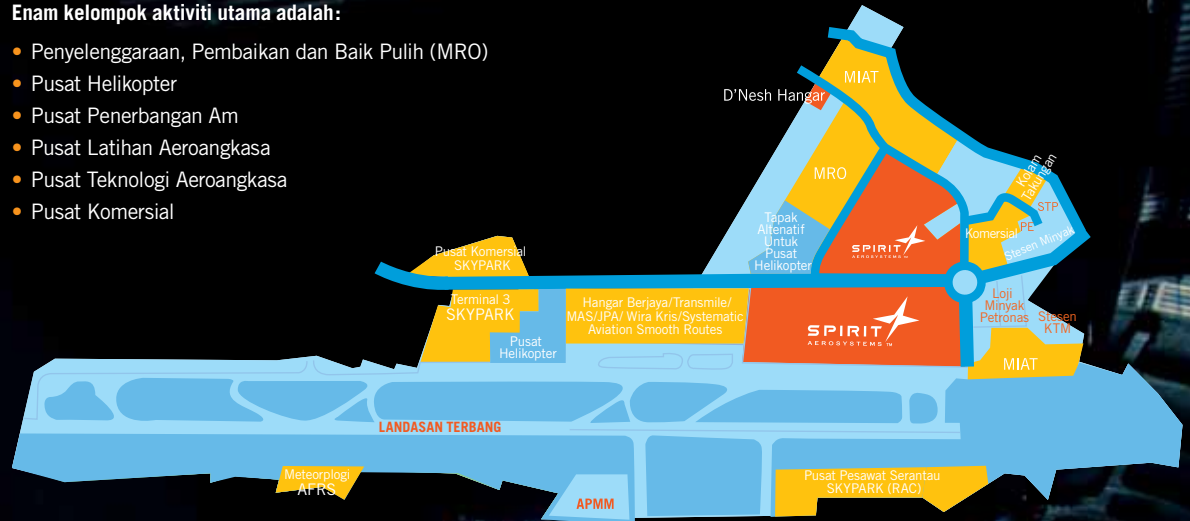 Enam kelompok aktiviti utama adalah:
• Penyelenggaraan, Pembaikan dan Baik Pulih (MRO)
• Pusat Helikopter
• Pusat Penerbangan Am
• Pusat Latihan Aeroangkasa
• Pusat Teknologi Aeroangkasa
• Pusat Komersial
MIAT
D'Nesh Hangar
MRO
Kolam
Takungan
STP
PE
Komersial
Stesen Minyak
Tapak
Altenatif
Untuk
Pusat
Helikopter
SPIRIT
AEROSYSTEMS TM
Pusat Komersial
SKYPARK
Terminal 3
SKYPARK
Pusat
Helikopter
Hangar Berjaya/Transmile/
MAS/JPA/ Wira Kris/Systematic
Aviation Smooth Routes
SPIRIT
AEROSYSTEMS TM
Loji
Minyak
Petronas
Stesen
KTM
MIAT
LANDASAN TERBANG
Meteorplogi
AFRS
APMM
Pusat Pesawat Serantau
SKYPARK (RAC)